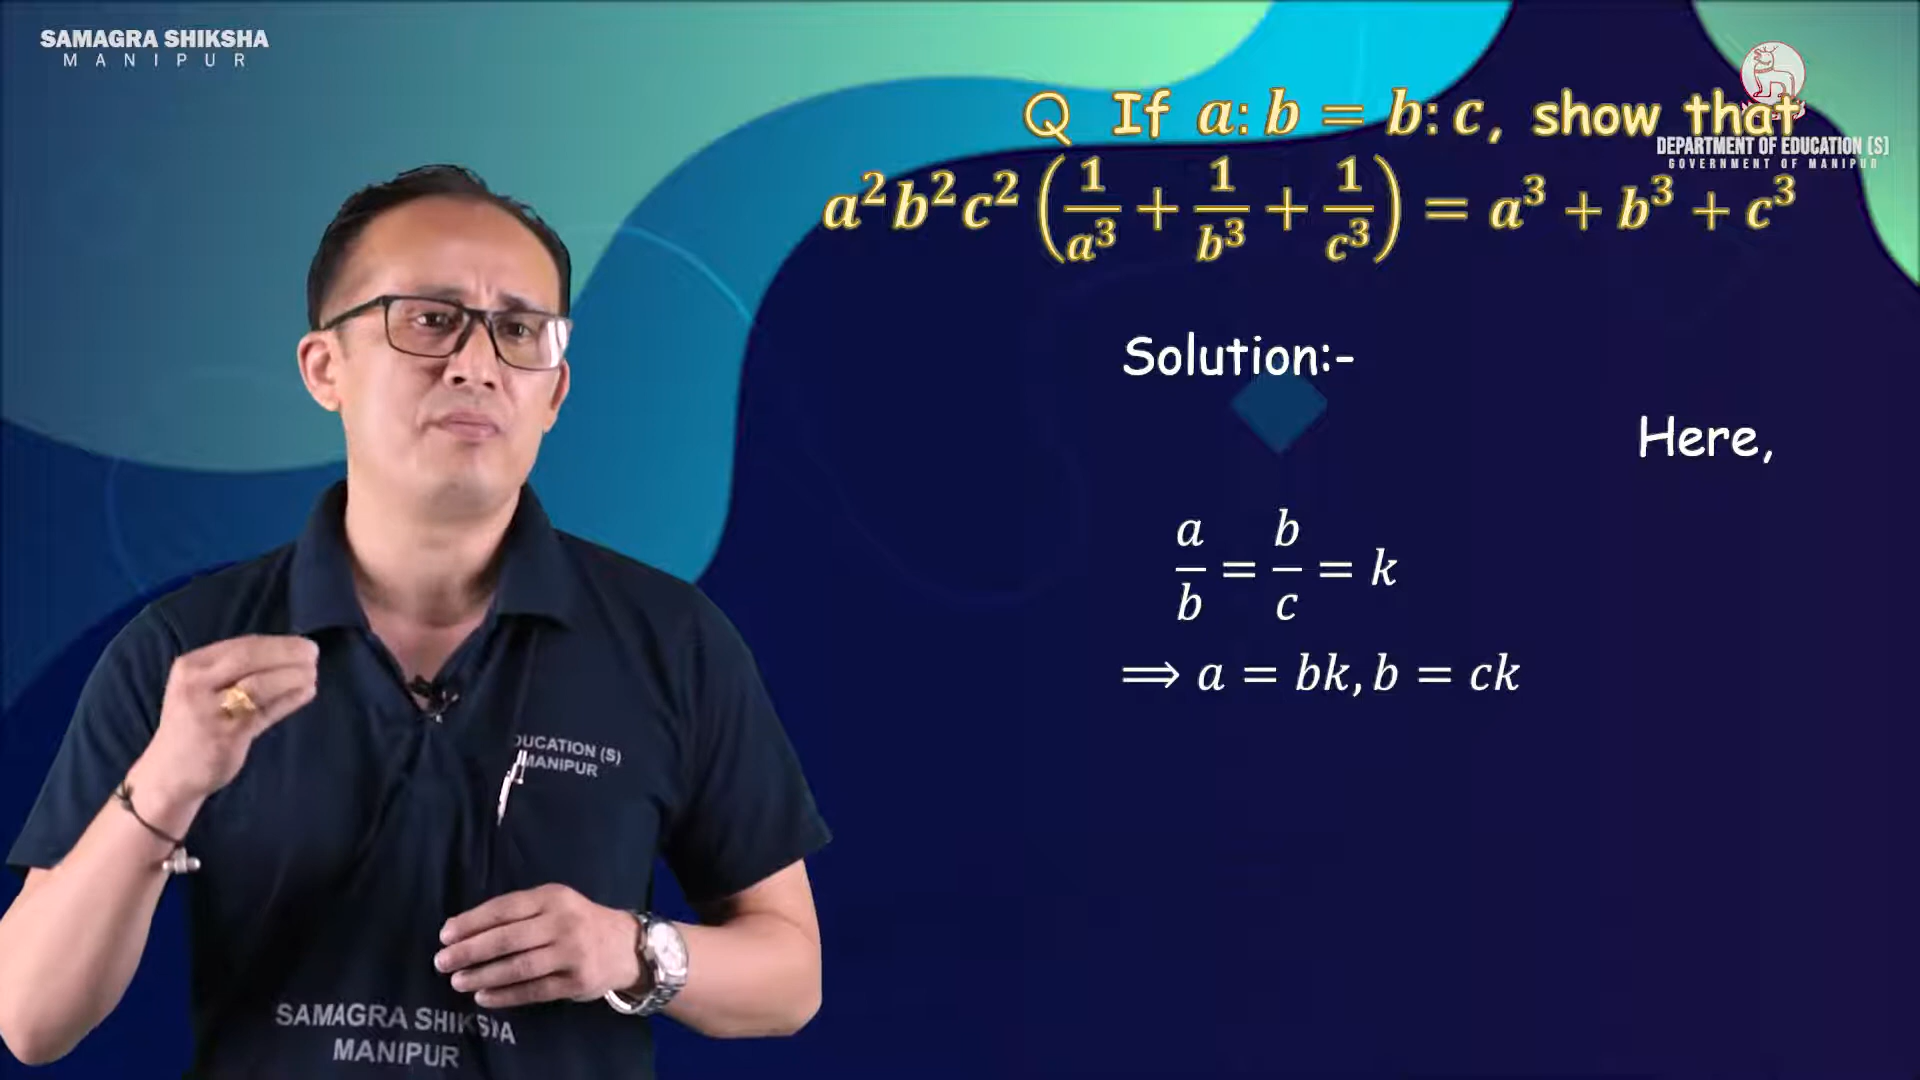 SAMAGRA SHIKSHA
MANIPUR
Q If a:b = b:c, show that
DEPARTMENT OF EDUCATION (S)
GOVERNMENT OF MANIPUR
a²b²c²(1/a³ + 1/b³ + 1/c³) = a³ + b³ + c³
Solution:-
Here,
a/b = b/c = k
⟹ a = bk, b = ck
DUCATION (S)
MANIPUR
SAMAGRA SHIKSHA
MANIPUR